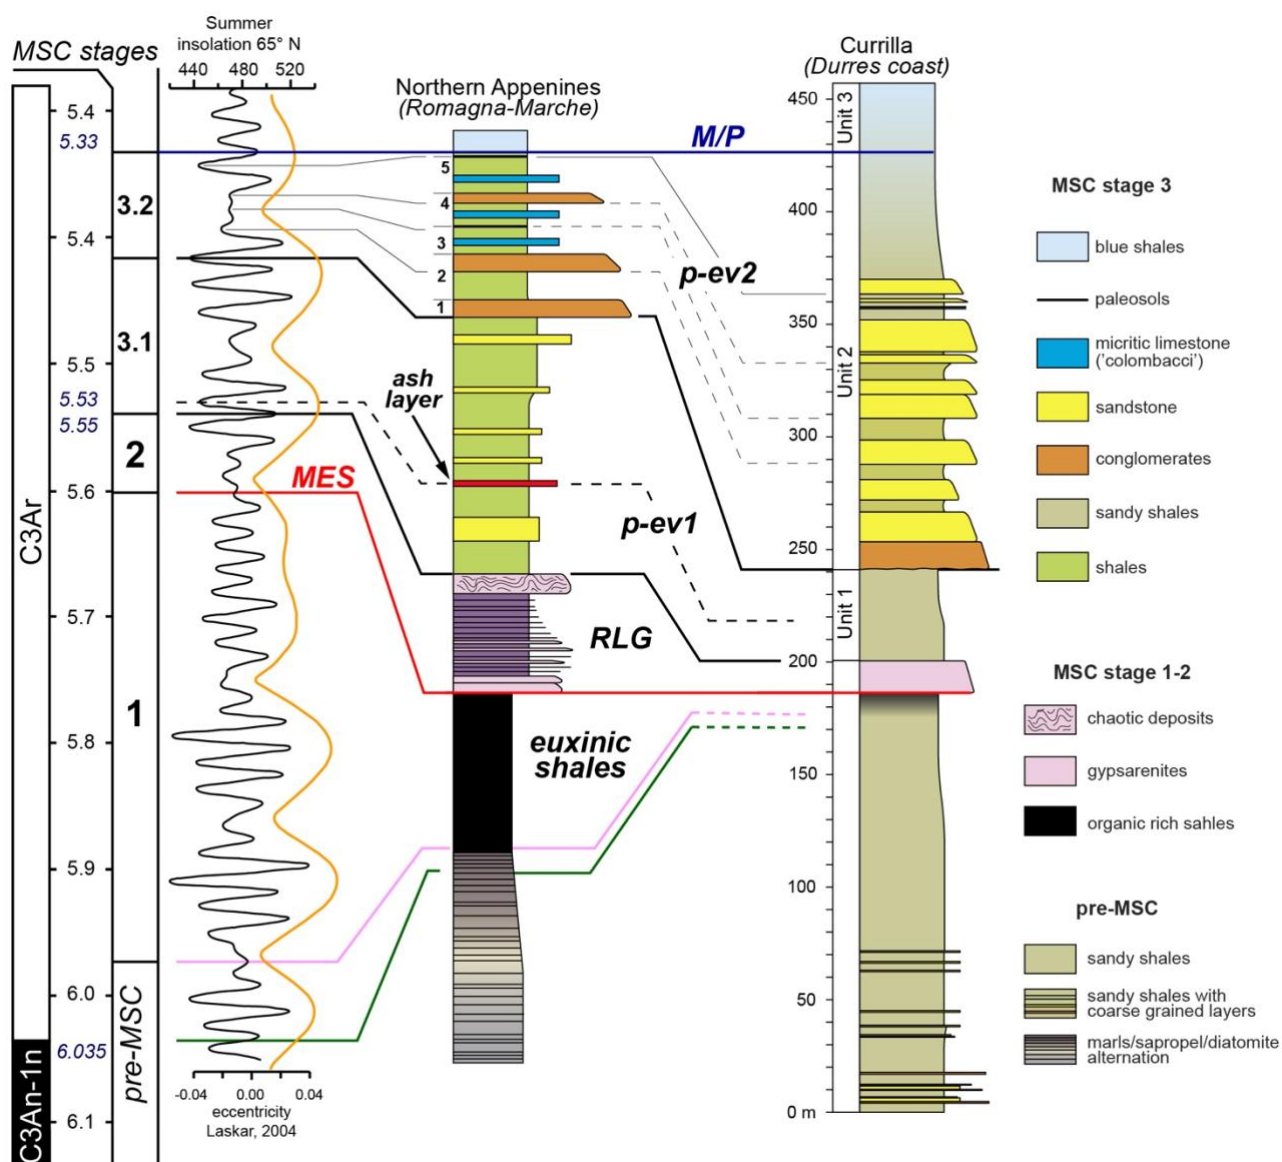 Summer
insolation 65° N
MSC stages
440 480 520
Northern Appenines
(Romagna-Marche)
Currilla
(Durres coast)
5.4
5.33
5.4
5.5
5.53
5.55
5.6
5.7
5.8
5.9
6.0
6.035
6.1
C3Ar
C3An-1n
3.2
3.1
2
1
pre-MSC
-0.04 0.00 0.04
eccentricity
Laskar, 2004
M/P
5
4
3
2
1
p-ev2
ash
layer
MES
p-ev1
RLG
euxinic
shales
450
400
350
300
250
200
150
100
50
0 m
Unit 3
Unit 2
Unit 1
MSC stage 3
blue shales
paleosols
micritic limestone
('colombacci')
sandstone
conglomerates
sandy shales
shales
MSC stage 1-2
chaotic deposits
gypsarenites
organic rich sahles
pre-MSC
sandy shales
sandy shales with
coarse grained layers
marls/sapropel/diatomite
alternation